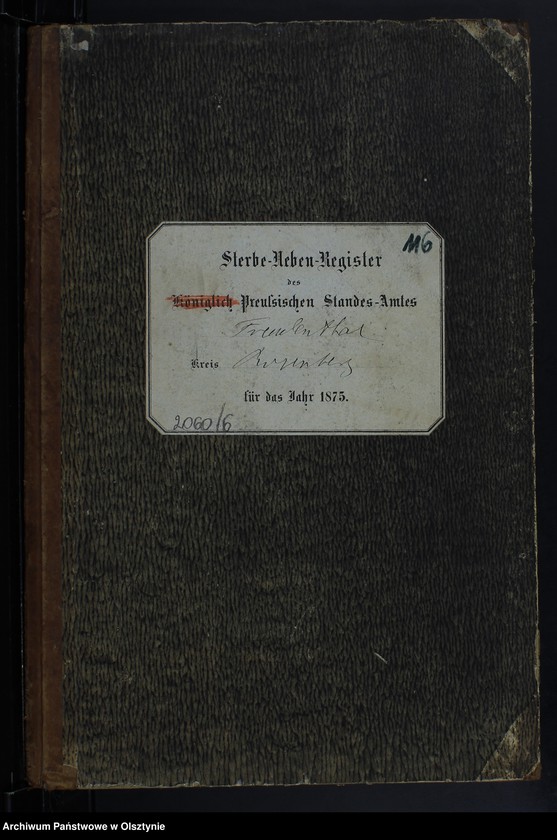 116
Sterbe-Neben-Register
des
Königlich Preußischen Standes-Amtes
Freudenthal
Kreis Rosenberg
für das Jahr 1875.
2060/6
Archiwum Państwowe w Olsztynie